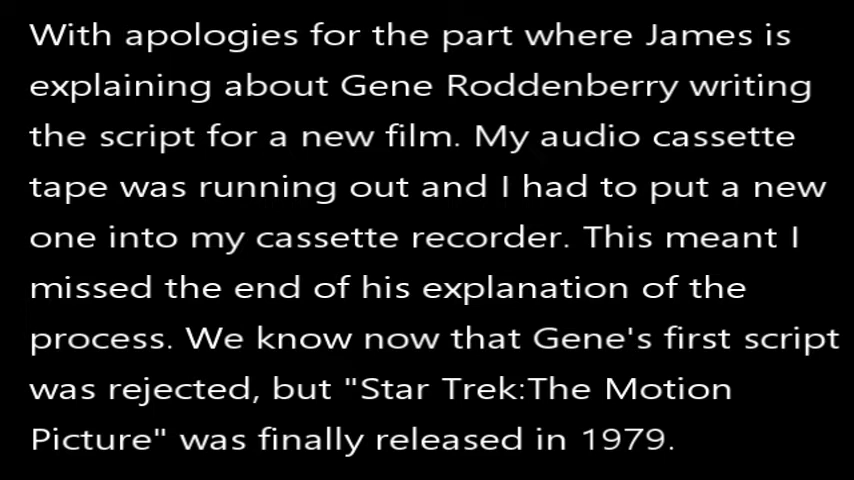 With apologies for the part where James is
explaining about Gene Roddenberry writing
the script for a new film. My audio cassette
tape was running out and I had to put a new
one into my cassette recorder. This meant I
missed the end of his explanation of the
process. We know now that Gene's first script
was rejected, but "Star Trek:The Motion
Picture" was finally released in 1979.